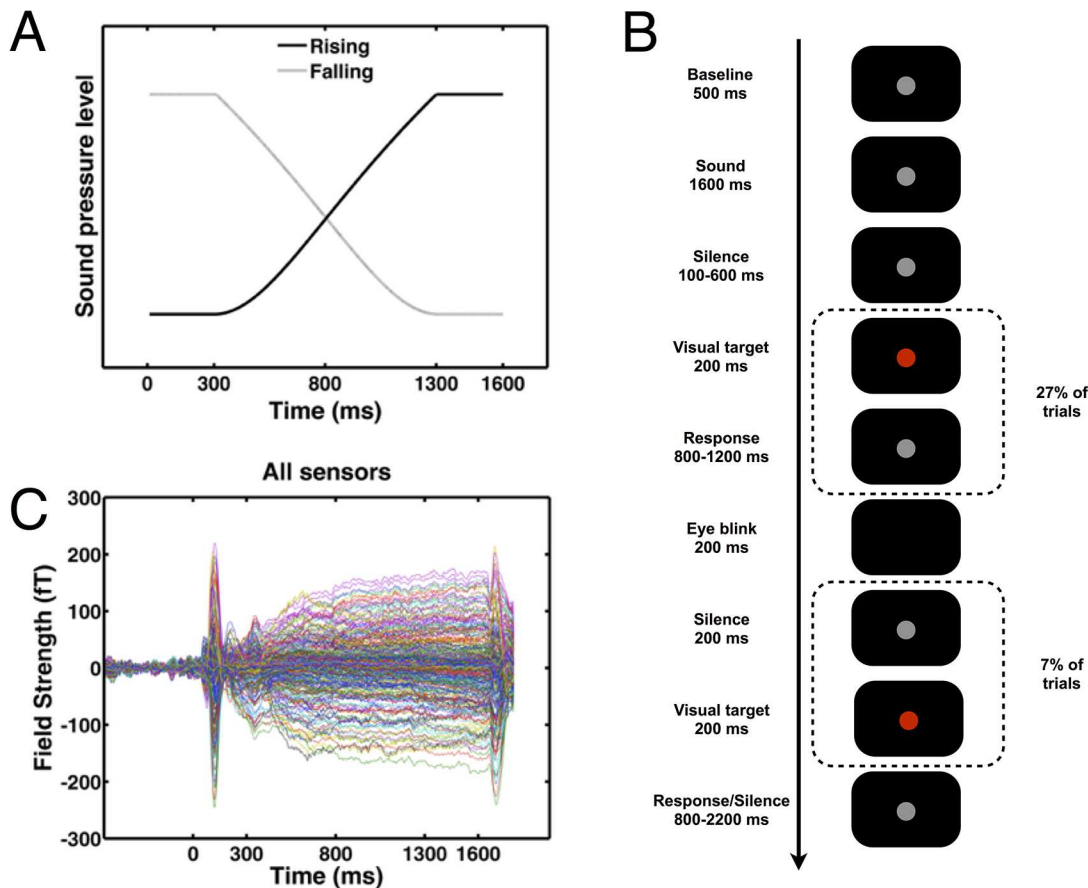 A
Rising
Falling
Sound pressure level
0 300 800 1300 1600
Time (ms)
B
Baseline
500 ms
Sound
1600 ms
Silence
100-600 ms
Visual target
200 ms
27% of
trials
Response
800-1200 ms
Eye blink
200 ms
Silence
200 ms
7% of
trials
Visual target
200 ms
Response/Silence
800-2200 ms
C
All sensors
Field Strength (fT)
300
200
100
0
-100
-200
-300
0 300 800 1300 1600
Time (ms)